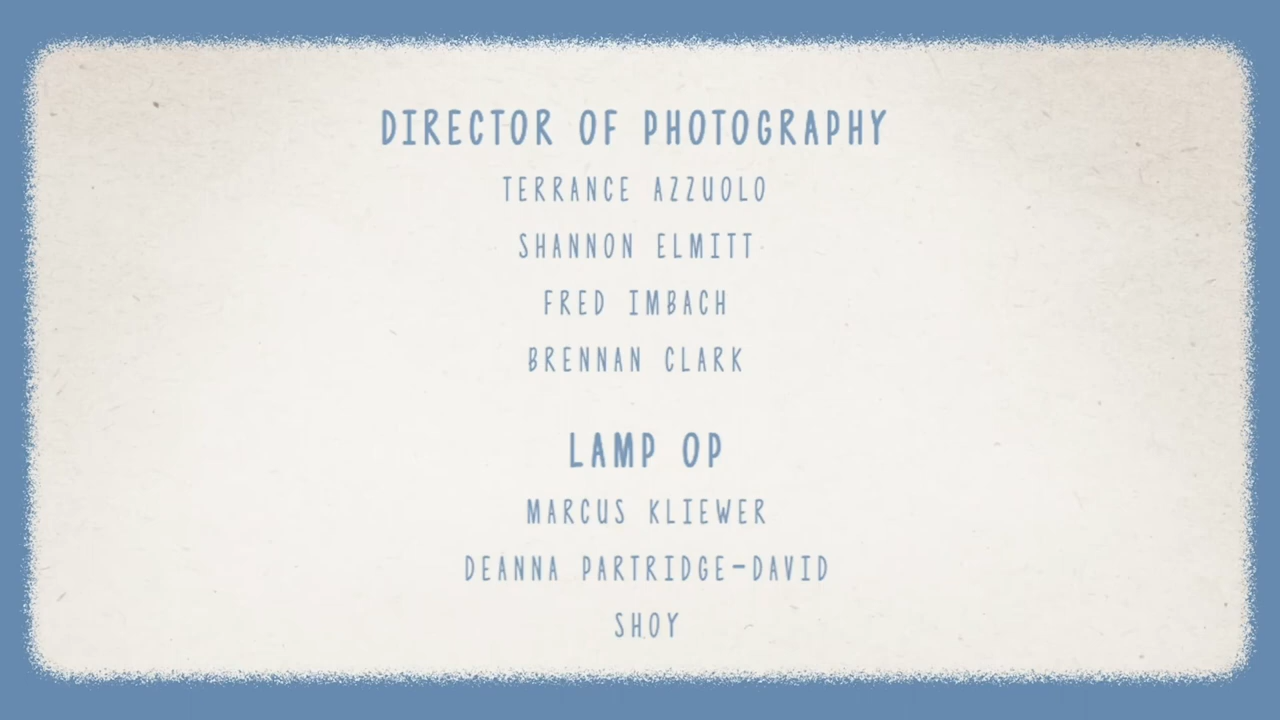 DIRECTOR OF PHOTOGRAPHY
TERRANCE AZZUOLO
SHANNON ELMITT
FRED IMBACH
BRENNAN CLARK
LAMP OP
MARCUS KLIEWER
DEANNA PARTRIDGE-DAVID
SHOY